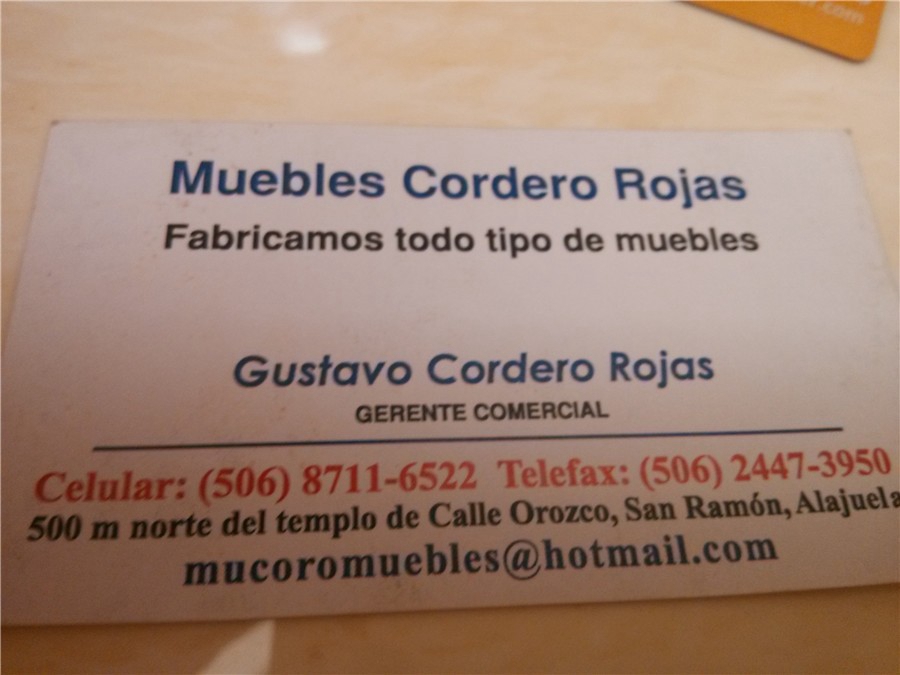 Muebles Cordero Rojas
Fabricamos todo tipo de muebles
Gustavo Cordero Rojas
GERENTE COMERCIAL
Celular: (506) 8711-6522 Telefax: (506) 2447-3950
500 m norte del templo de Calle Orozco, San Ramón, Alajuela
mucoromuebles@hotmail.com